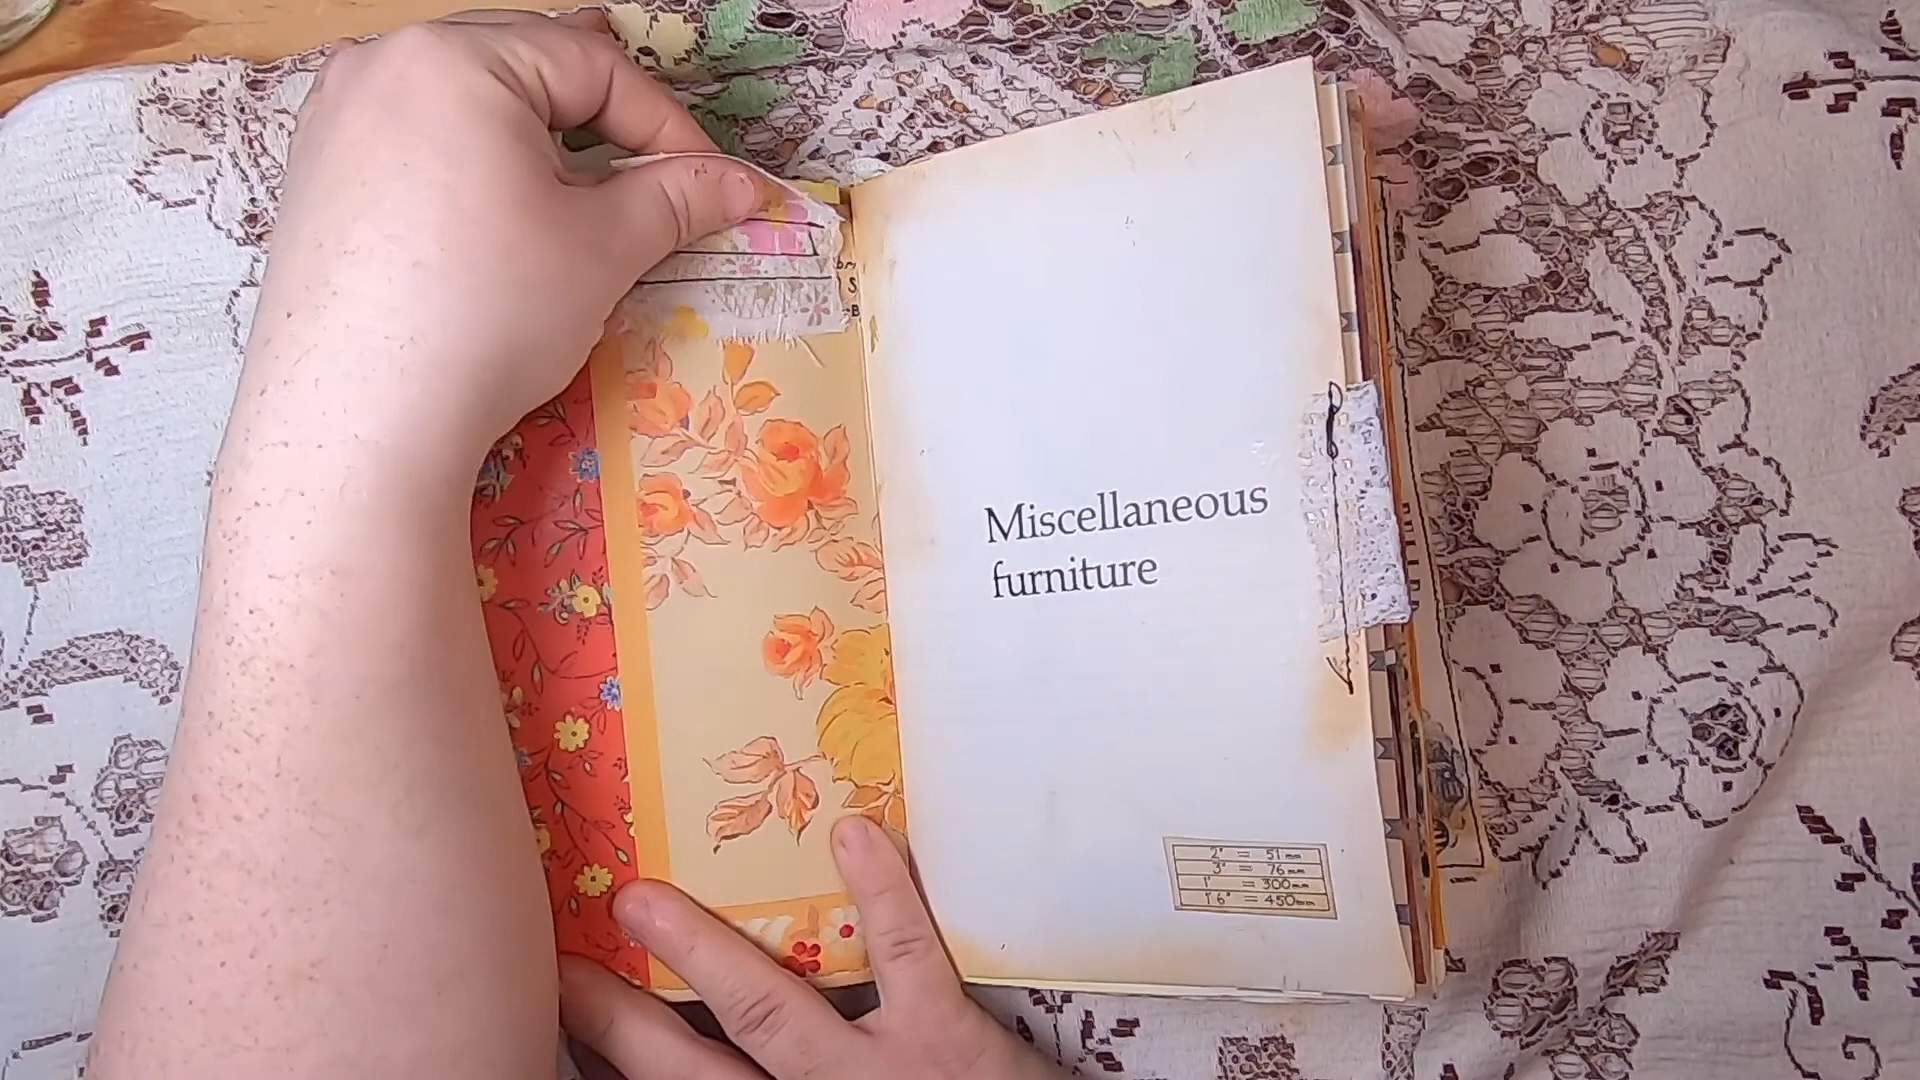 Miscellaneous
furniture
2" = 51mm
3" = 76mm
1' = 300mm
1'6" = 450mm